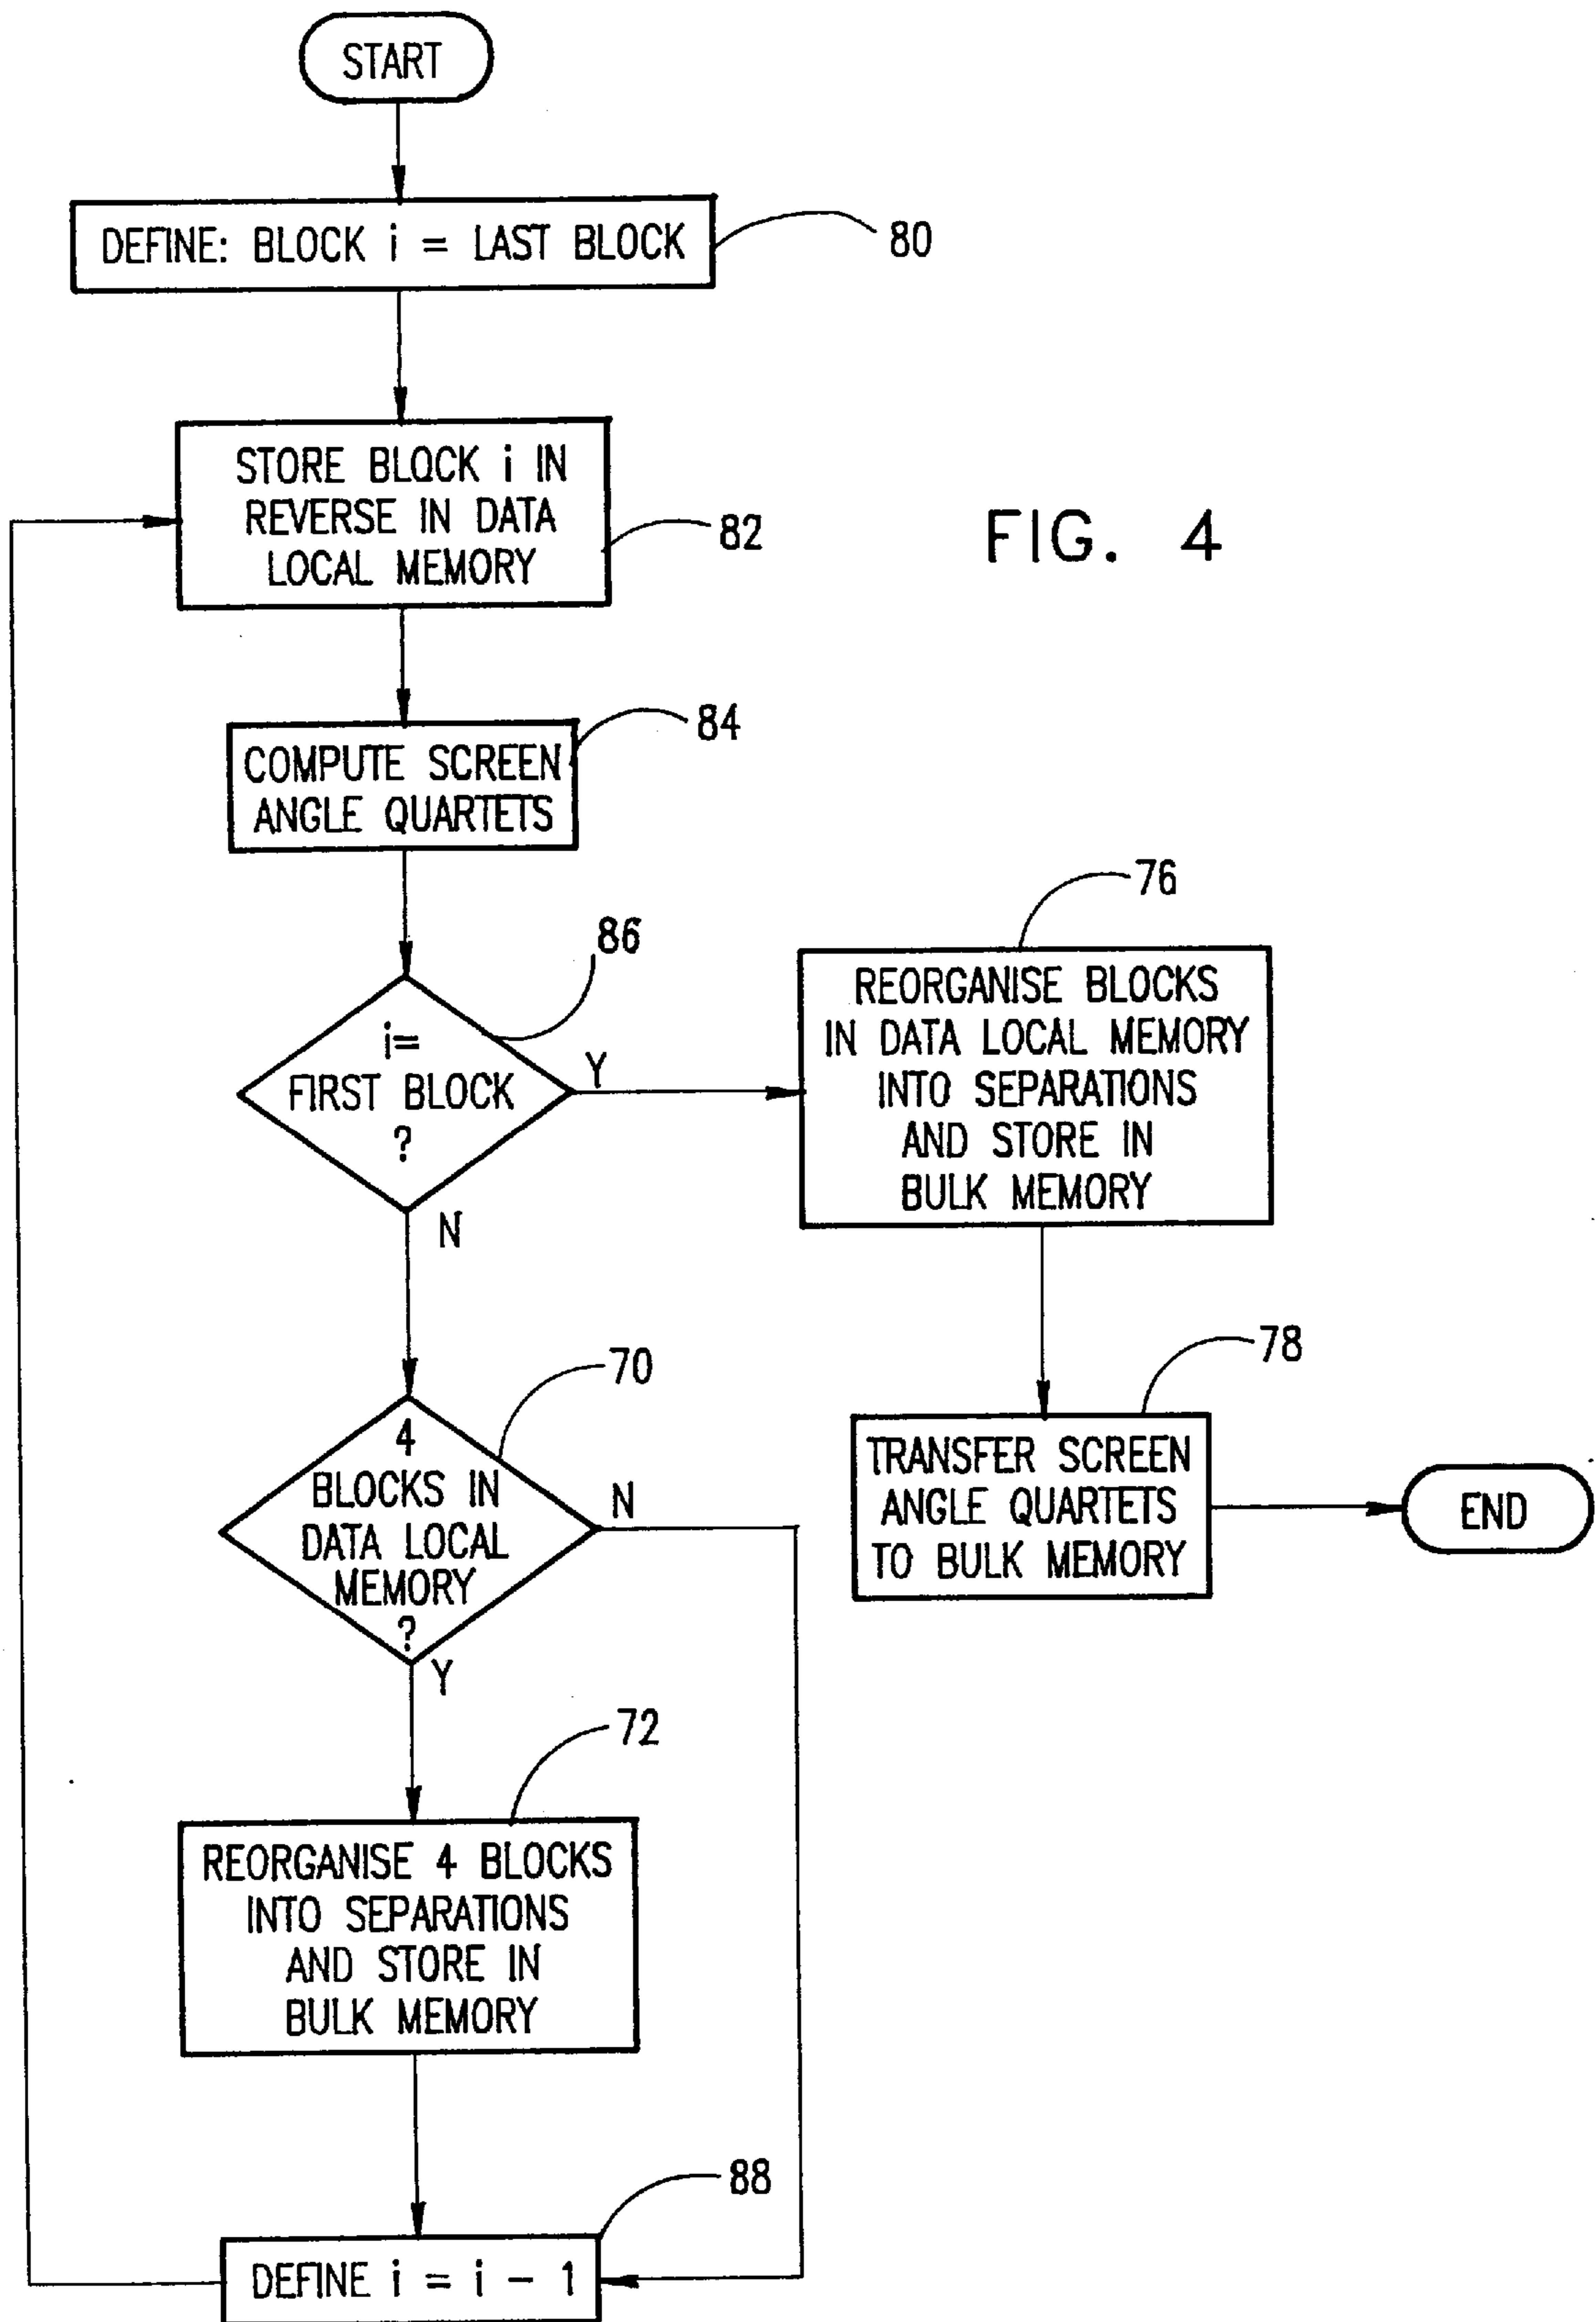 START
DEFINE: BLOCK i = LAST BLOCK
80
STORE BLOCK i IN
REVERSE IN DATA
LOCAL MEMORY
82
FIG. 4
COMPUTE SCREEN
ANGLE QUARTETS
84
i=
FIRST BLOCK
?
86
Y
N
REORGANISE BLOCKS
IN DATA LOCAL MEMORY
INTO SEPARATIONS
AND STORE IN
BULK MEMORY
76
4
BLOCKS IN
DATA LOCAL
MEMORY
?
70
N
Y
TRANSFER SCREEN
ANGLE QUARTETS
TO BULK MEMORY
78
END
REORGANISE 4 BLOCKS
INTO SEPARATIONS
AND STORE IN
BULK MEMORY
72
DEFINE i = i - 1
88